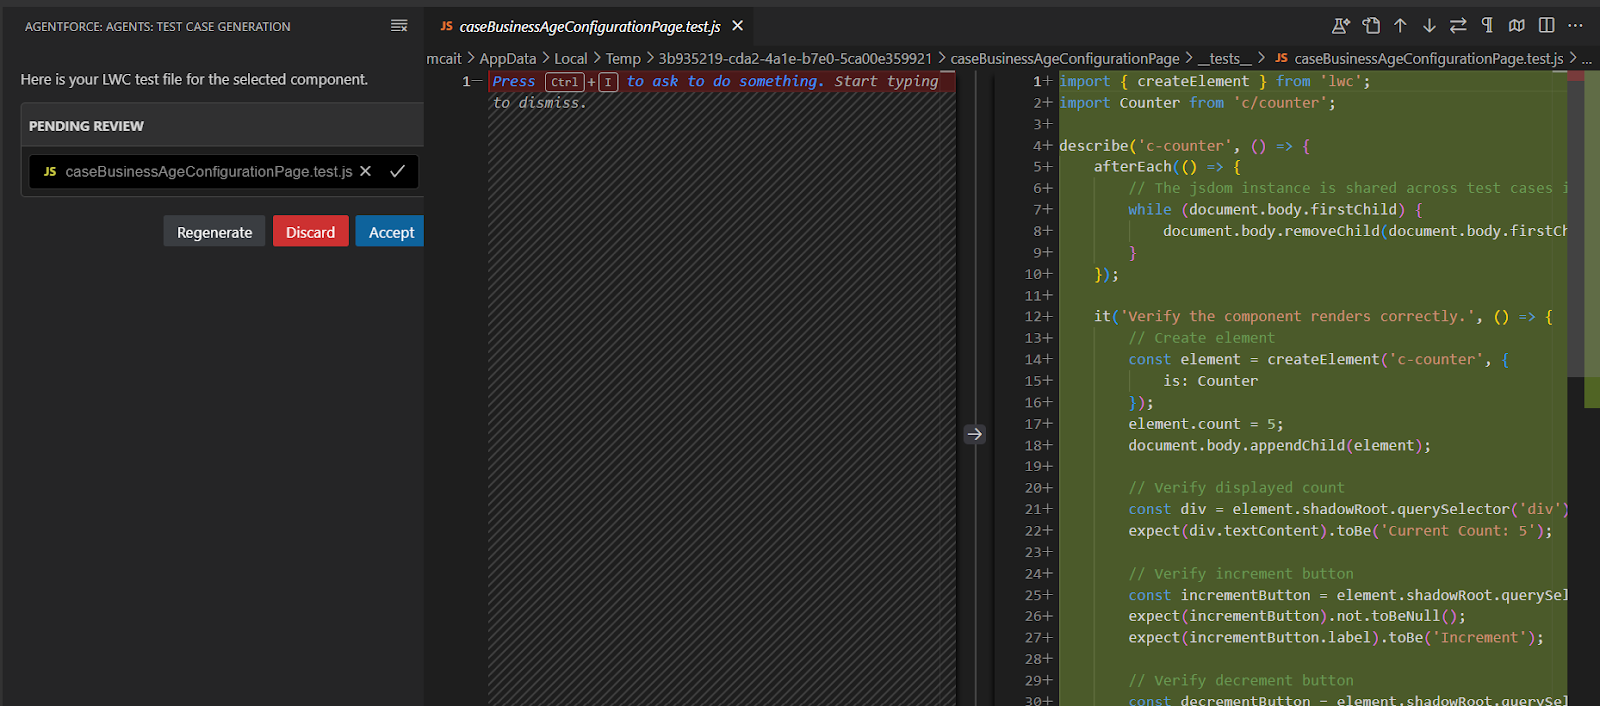 AGENTFORCE: AGENTS: TEST CASE GENERATION
Here is your LWC test file for the selected component.
PENDING REVIEW
JS caseBusinessAgeConfigurationPage.test.js
Regenerate Discard Accept
JS caseBusinessAgeConfigurationPage.test.js
mcait > AppData > Local > Temp > 3b935219-cda2-4a1e-b7e0-5ca00e359921 > caseBusinessAgeConfigurationPage > __tests__ > JS caseBusinessAgeConfigurationPage.test.js > ...
1— Press Ctrl + I to ask to do something. Start typing
to dismiss.
1+ import { createElement } from 'lwc';
2+ import Counter from 'c/counter';
3+
4+ describe('c-counter', () => {
5+ afterEach(() => {
6+ // The jsdom instance is shared across test cases i
7+ while (document.body.firstChild) {
8+ document.body.removeChild(document.body.firstCh
9+ }
10+ });
11+
12+ it('Verify the component renders correctly.', () => {
13+ // Create element
14+ const element = createElement('c-counter', {
15+ is: Counter
16+ });
17+ element.count = 5;
18+ document.body.appendChild(element);
19+
20+ // Verify displayed count
21+ const div = element.shadowRoot.querySelector('div')
22+ expect(div.textContent).toBe('Current Count: 5');
23+
24+ // Verify increment button
25+ const incrementButton = element.shadowRoot.querySel
26+ expect(incrementButton).not.toBeNull();
27+ expect(incrementButton.label).toBe('Increment');
28+
29+ // Verify decrement button
30+ const decrementButton = element.shadowRoot.querySel